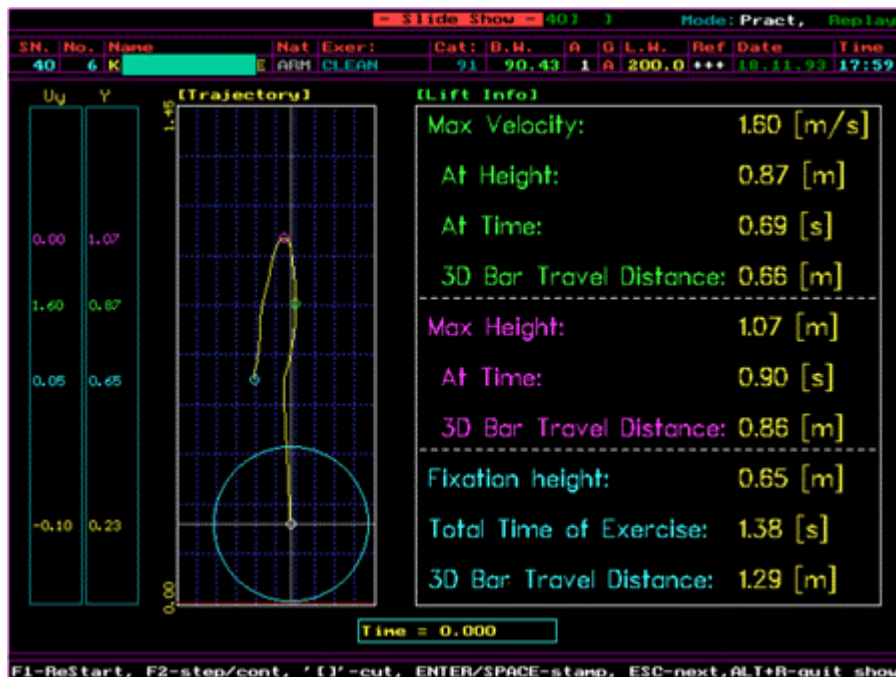 - Slide Show - 40] ] Mode: Pract, Replay
SN. No. Name Nat Exer: Cat: B.W. A G L.W. Ref Date Time
40 6 K E ARM CLEAN 91 90.43 1 A 200.0 +++ 18.11.93 17:59
Uy Y [Trajectory] [Lift Info]
1.45
Max Velocity: 1.60 [m/s]
At Height: 0.87 [m]
At Time: 0.69 [s]
0.00 1.07
3D Bar Travel Distance: 0.66 [m]
1.60 0.87
Max Height: 1.07 [m]
0.05 0.65
At Time: 0.90 [s]
3D Bar Travel Distance: 0.86 [m]
Fixation height: 0.65 [m]
-0.10 0.23
Total Time of Exercise: 1.38 [s]
3D Bar Travel Distance: 1.29 [m]
0.00
Time = 0.000
F1-ReStart, F2-step/cont, '[]'-cut, ENTER/SPACE-stamp, ESC-next,ALT+R-quit show